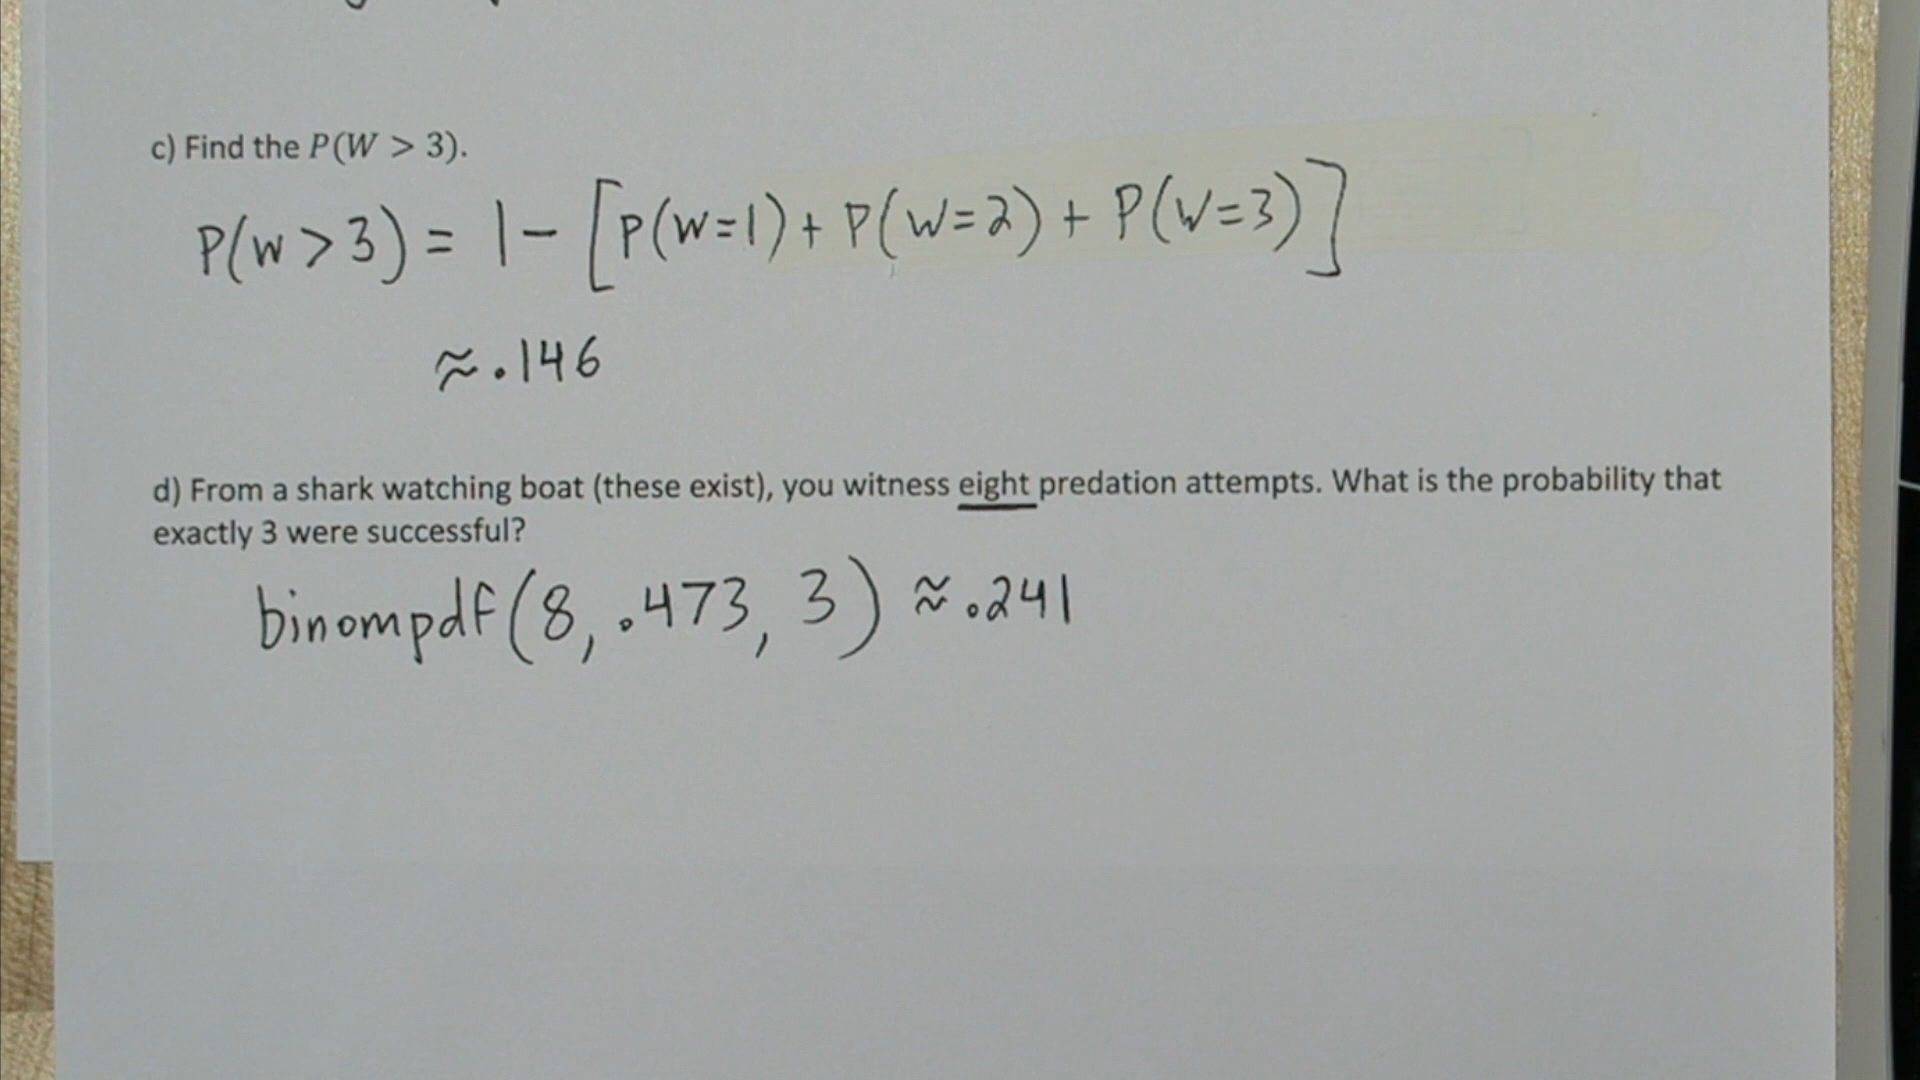 c) Find the P(W > 3).
P(W > 3) = 1 - [P(W=1) + P(W=2) + P(W=3)]
≈ .146
d) From a shark watching boat (these exist), you witness eight predation attempts. What is the probability that
exactly 3 were successful?
binompdf(8, .473, 3) ≈ .241